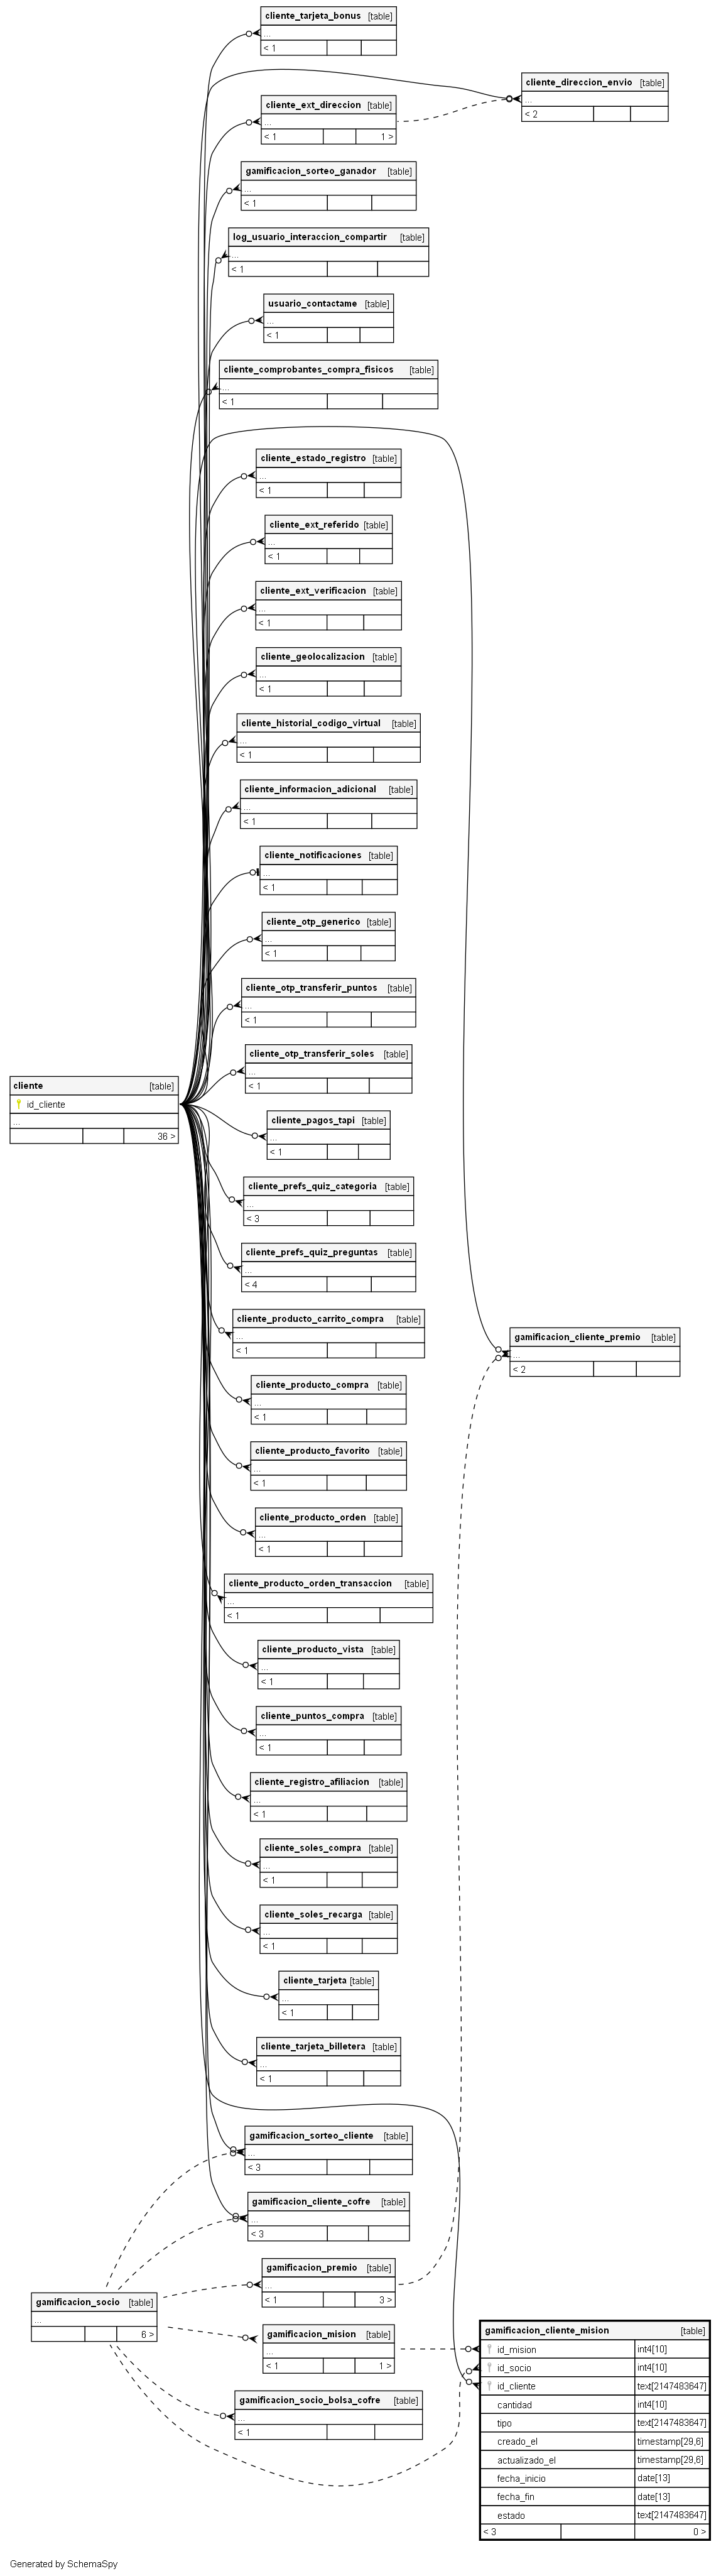 cliente_tarjeta_bonus [table]
...
< 1
cliente_direccion_envio [table]
...
< 2
cliente_ext_direccion [table]
...
< 1 1 >
gamificacion_sorteo_ganador [table]
...
< 1
log_usuario_interaccion_compartir [table]
...
< 1
usuario_contactame [table]
...
< 1
cliente_comprobantes_compra_fisicos [table]
...
< 1
cliente_estado_registro [table]
...
< 1
cliente_ext_referido [table]
...
< 1
cliente_ext_verificacion [table]
...
< 1
cliente_geolocalizacion [table]
...
< 1
cliente_historial_codigo_virtual [table]
...
< 1
cliente_informacion_adicional [table]
...
< 1
cliente_notificaciones [table]
...
< 1
cliente_otp_generico [table]
...
< 1
cliente_otp_transferir_puntos [table]
...
< 1
cliente_otp_transferir_soles [table]
...
< 1
cliente [table]
id_cliente
...
36 >
cliente_pagos_tapi [table]
...
< 1
cliente_prefs_quiz_categoria [table]
...
< 3
cliente_prefs_quiz_preguntas [table]
...
< 4
cliente_producto_carrito_compra [table]
...
< 1
gamificacion_cliente_premio [table]
...
< 2
cliente_producto_compra [table]
...
< 1
cliente_producto_favorito [table]
...
< 1
cliente_producto_orden [table]
...
< 1
cliente_producto_orden_transaccion [table]
...
< 1
cliente_producto_vista [table]
...
< 1
cliente_puntos_compra [table]
...
< 1
cliente_registro_afiliacion [table]
...
< 1
cliente_soles_compra [table]
...
< 1
cliente_soles_recarga [table]
...
< 1
cliente_tarjeta [table]
...
< 1
cliente_tarjeta_billetera [table]
...
< 1
gamificacion_sorteo_cliente [table]
...
< 3
gamificacion_cliente_cofre [table]
...
< 3
gamificacion_premio [table]
...
< 1 3 >
gamificacion_socio [table]
...
6 >
gamificacion_mision [table]
...
< 1 1 >
gamificacion_socio_bolsa_cofre [table]
...
< 1
gamificacion_cliente_mision [table]
id_mision int4[10]
id_socio int4[10]
id_cliente text[2147483647]
cantidad int4[10]
tipo text[2147483647]
creado_el timestamp[29,6]
actualizado_el timestamp[29,6]
fecha_inicio date[13]
fecha_fin date[13]
estado text[2147483647]
< 3 0 >
Generated by SchemaSpy